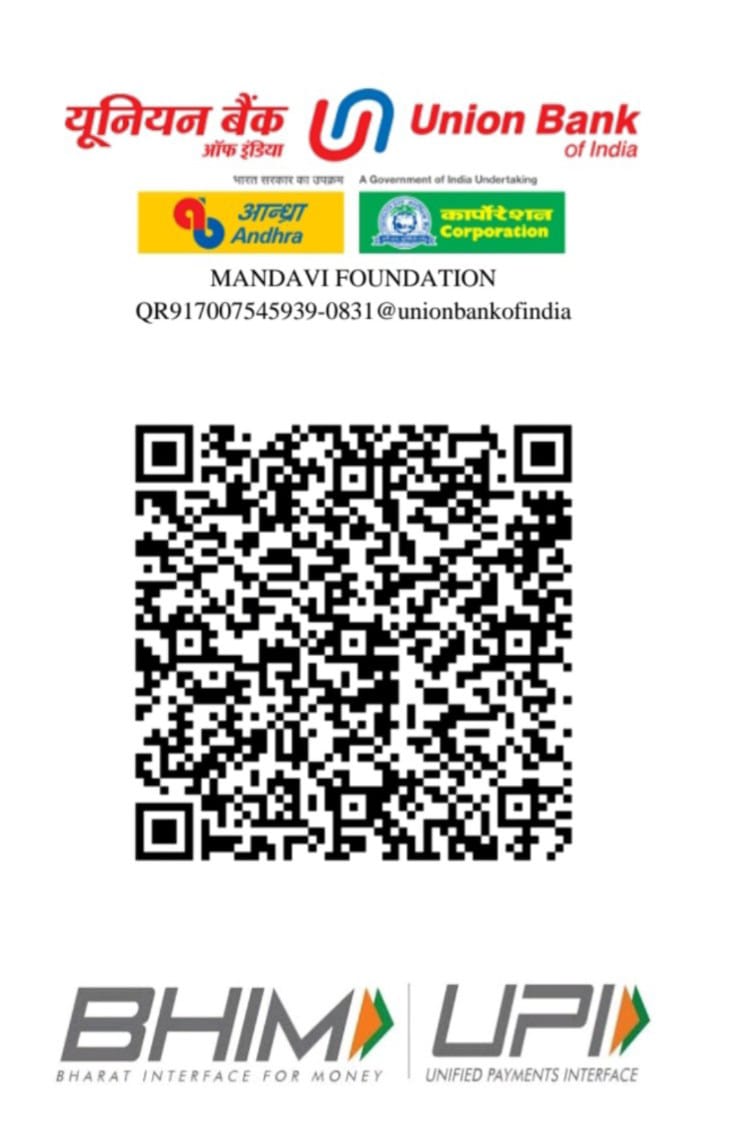 यूनियन बैंक
ऑफ इंडिया
Union Bank
of India
भारत सरकार का उपक्रम A Government of India Undertaking
आन्ध्रा
Andhra
कार्पोरेशन
Corporation
MANDAVI FOUNDATION
QR917007545939-0831@unionbankofindia
BHIM
BHARAT INTERFACE FOR MONEY
UPI
UNIFIED PAYMENTS INTERFACE